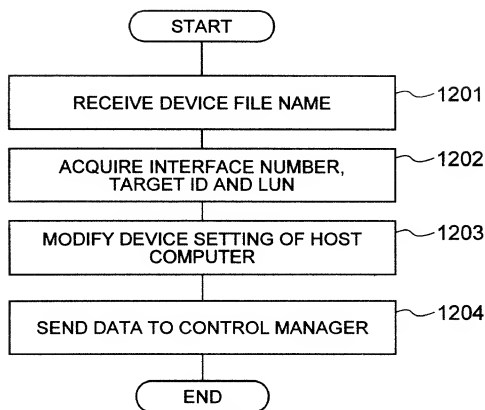 START
RECEIVE DEVICE FILE NAME
1201
ACQUIRE INTERFACE NUMBER,
TARGET ID AND LUN
1202
MODIFY DEVICE SETTING OF HOST
COMPUTER
1203
SEND DATA TO CONTROL MANAGER
1204
END